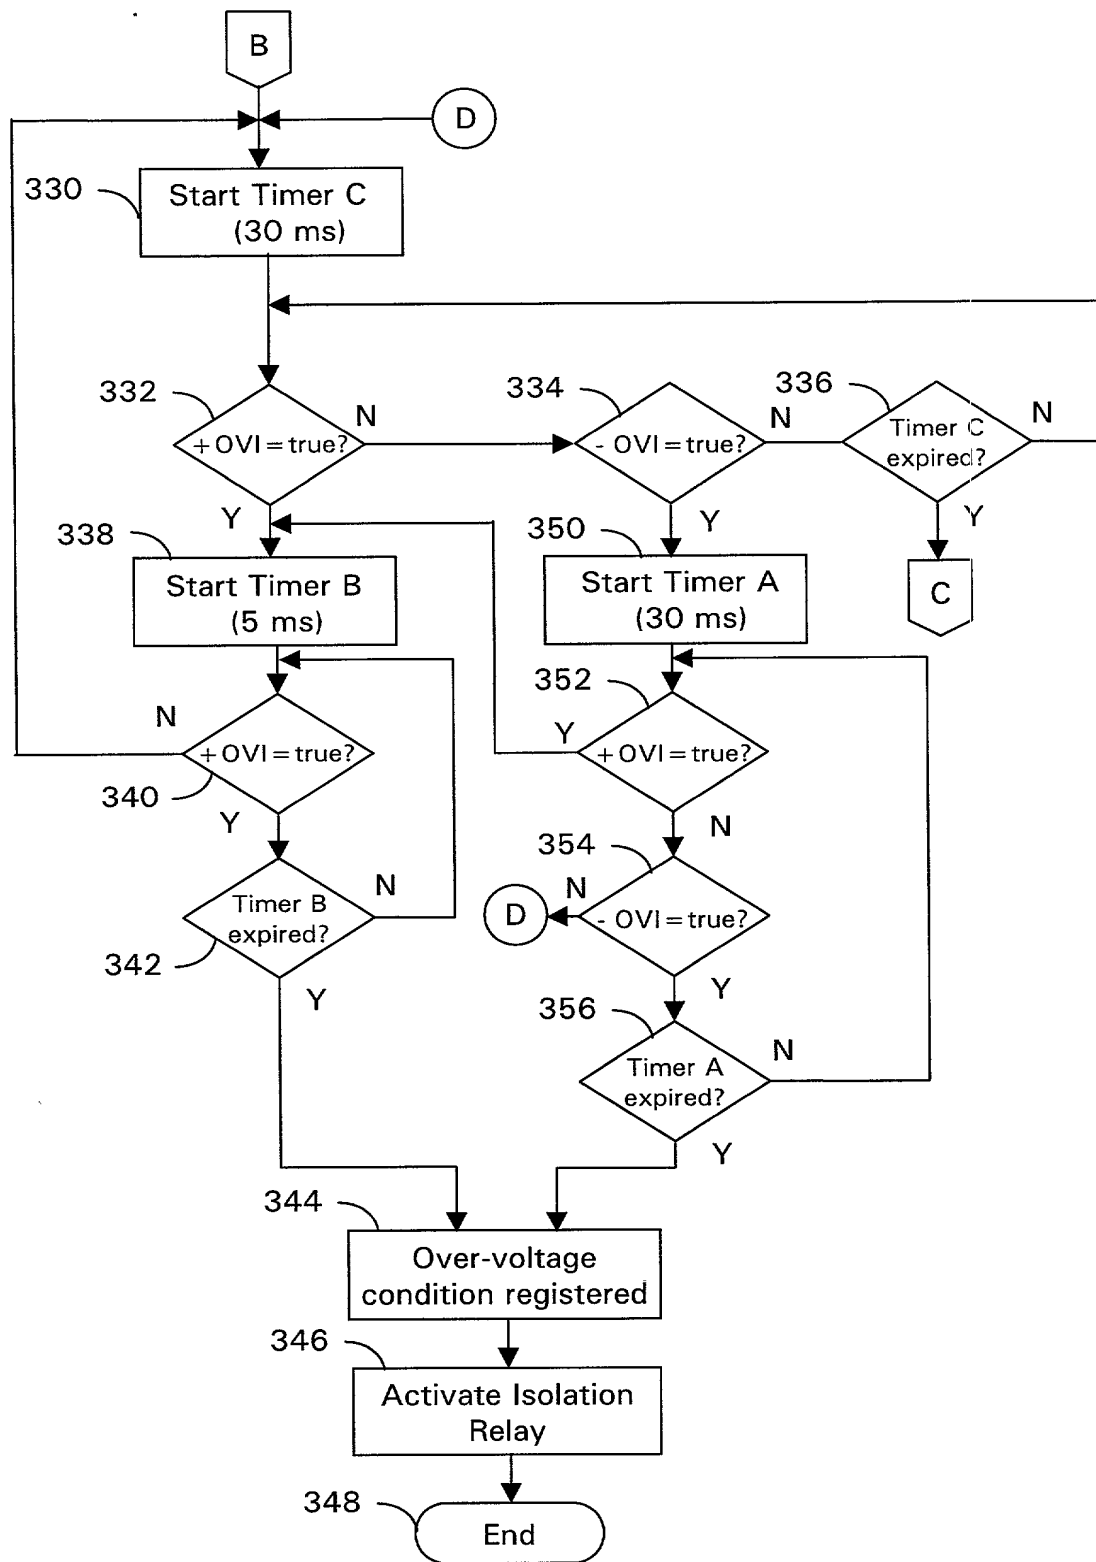 B
D
330
Start Timer C
(30 ms)
332
+ OVI = true?
N
Y
334
- OVI = true?
N
Y
336
Timer C
expired?
N
Y
C
338
Start Timer B
(5 ms)
350
Start Timer A
(30 ms)
340
+ OVI = true?
N
Y
352
+ OVI = true?
Y
N
342
Timer B
expired?
N
Y
354
- OVI = true?
N
D
Y
356
Timer A
expired?
N
Y
344
Over-voltage
condition registered
346
Activate Isolation
Relay
348
End